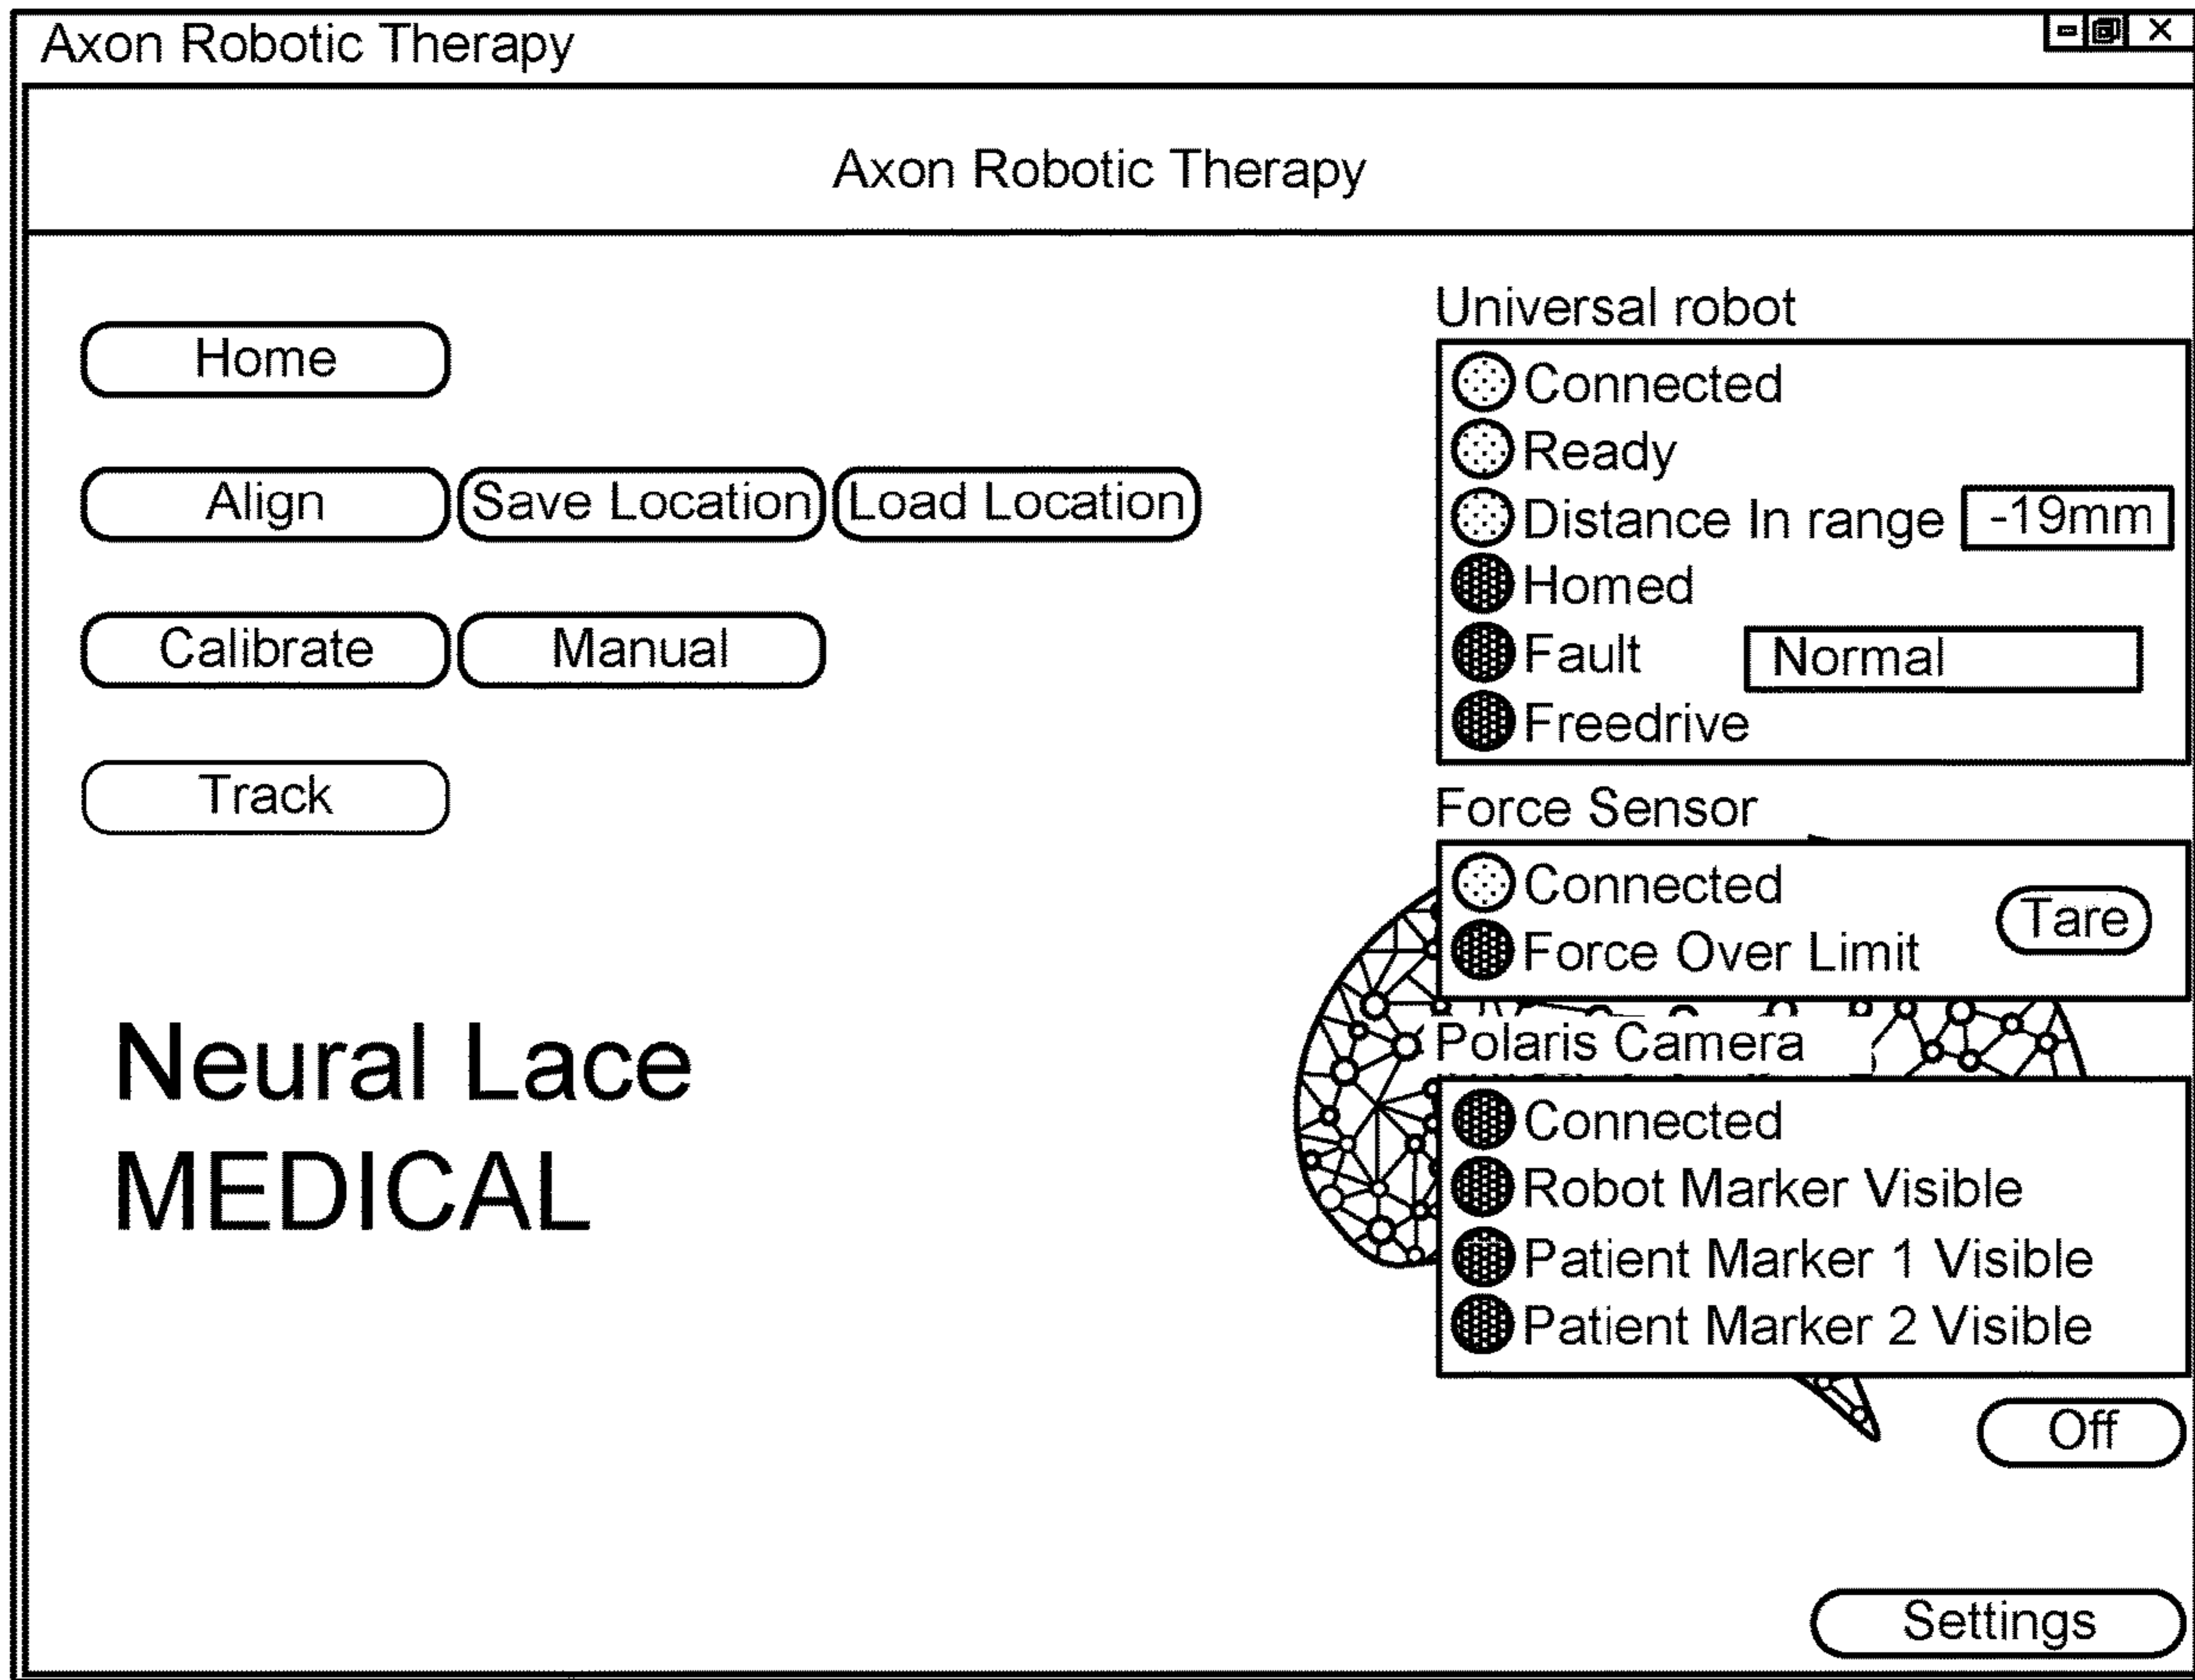 Axon Robotic Therapy
Axon Robotic Therapy
Home
Align Save Location Load Location
Calibrate Manual
Track
Neural Lace
MEDICAL
Universal robot
Connected
Ready
Distance In range -19mm
Homed
Fault Normal
Freedrive
Force Sensor
Connected
Force Over Limit
Tare
Polaris Camera
Connected
Robot Marker Visible
Patient Marker 1 Visible
Patient Marker 2 Visible
Off
Settings